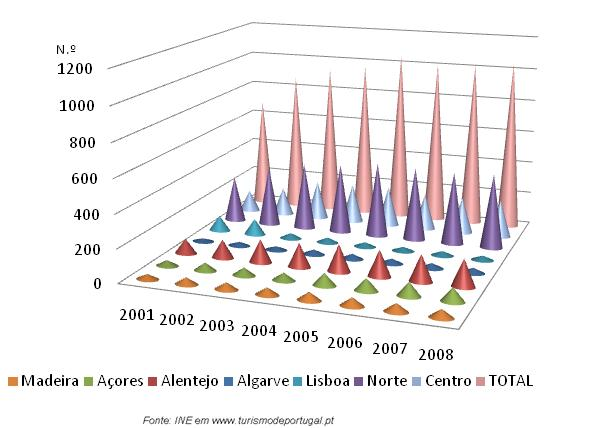 N.º
1200
1000
800
600
400
200
0
2001 2002 2003 2004 2005 2006 2007 2008
Madeira Açores Alentejo Algarve Lisboa Norte Centro TOTAL
Fonte: INE em www.turismodeportugal.pt